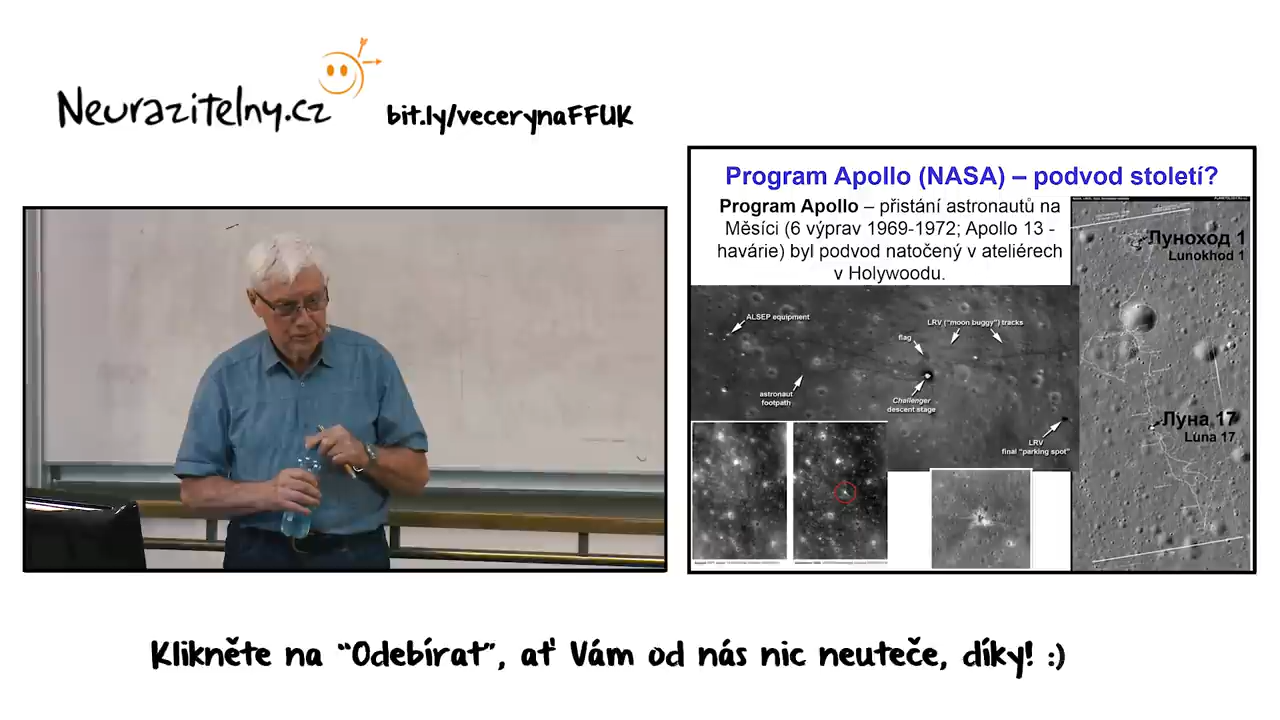 Neurazitelny.cz
bit.ly/vecerynaFFUK
Program Apollo (NASA) – podvod století?
Program Apollo – přistání astronautů na
Měsíci (6 výprav 1969-1972; Apollo 13 -
havárie) byl podvod natočený v ateliérech
v Holywoodu.
Луноход 1
Lunokhod 1
ALSEP equipment
LRV ("moon buggy") tracks
flag
astronaut
footpath
Challenger
descent stage
LRV
final "parking spot"
Луна 17
Luna 17
Klikněte na “Odebírat”, ať Vám od nás nic neuteče, díky! :)